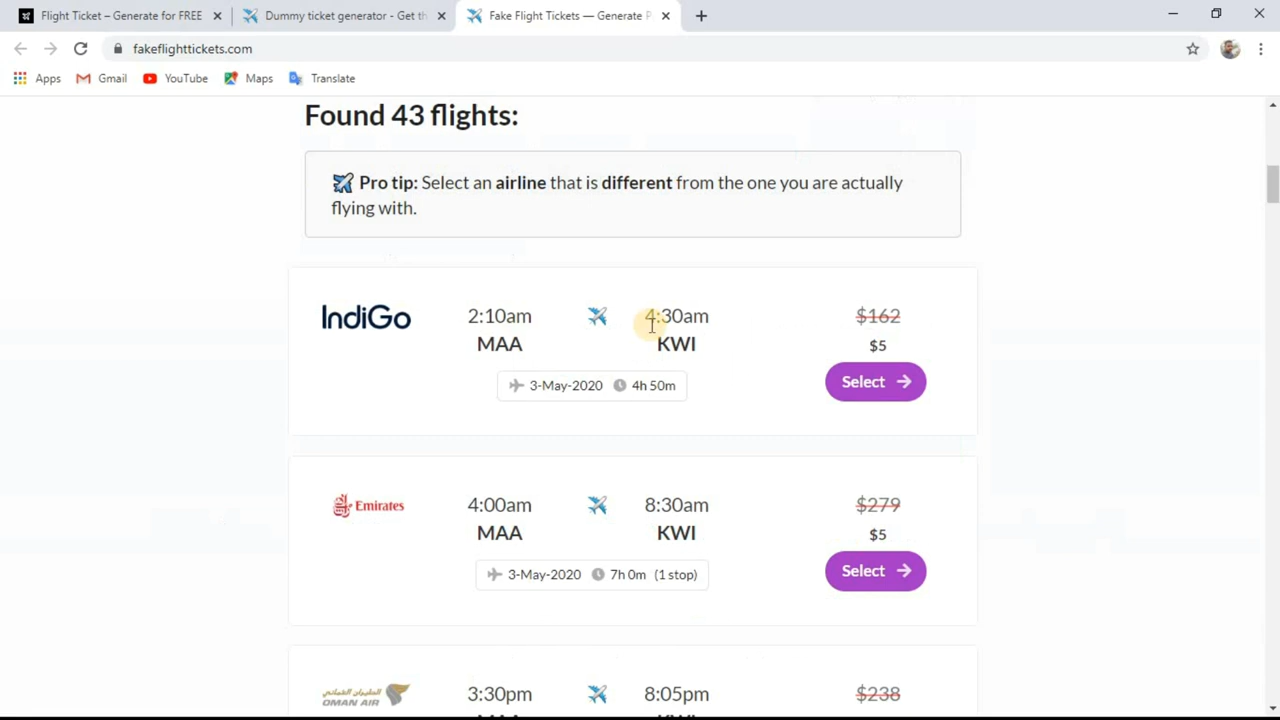 Flight Ticket – Generate for FREE
Dummy ticket generator - Get th
Fake Flight Tickets — Generate P
fakeflighttickets.com
Apps Gmail YouTube Maps Translate
Found 43 flights:
Pro tip: Select an airline that is different from the one you are actually
flying with.
IndiGo 2:10am 4:30am $162
MAA KWI $5
3-May-2020 4h 50m Select
Emirates 4:00am 8:30am $279
MAA KWI $5
3-May-2020 7h 0m (1 stop) Select
الطيران العماني
OMAN AIR 3:30pm 8:05pm $238